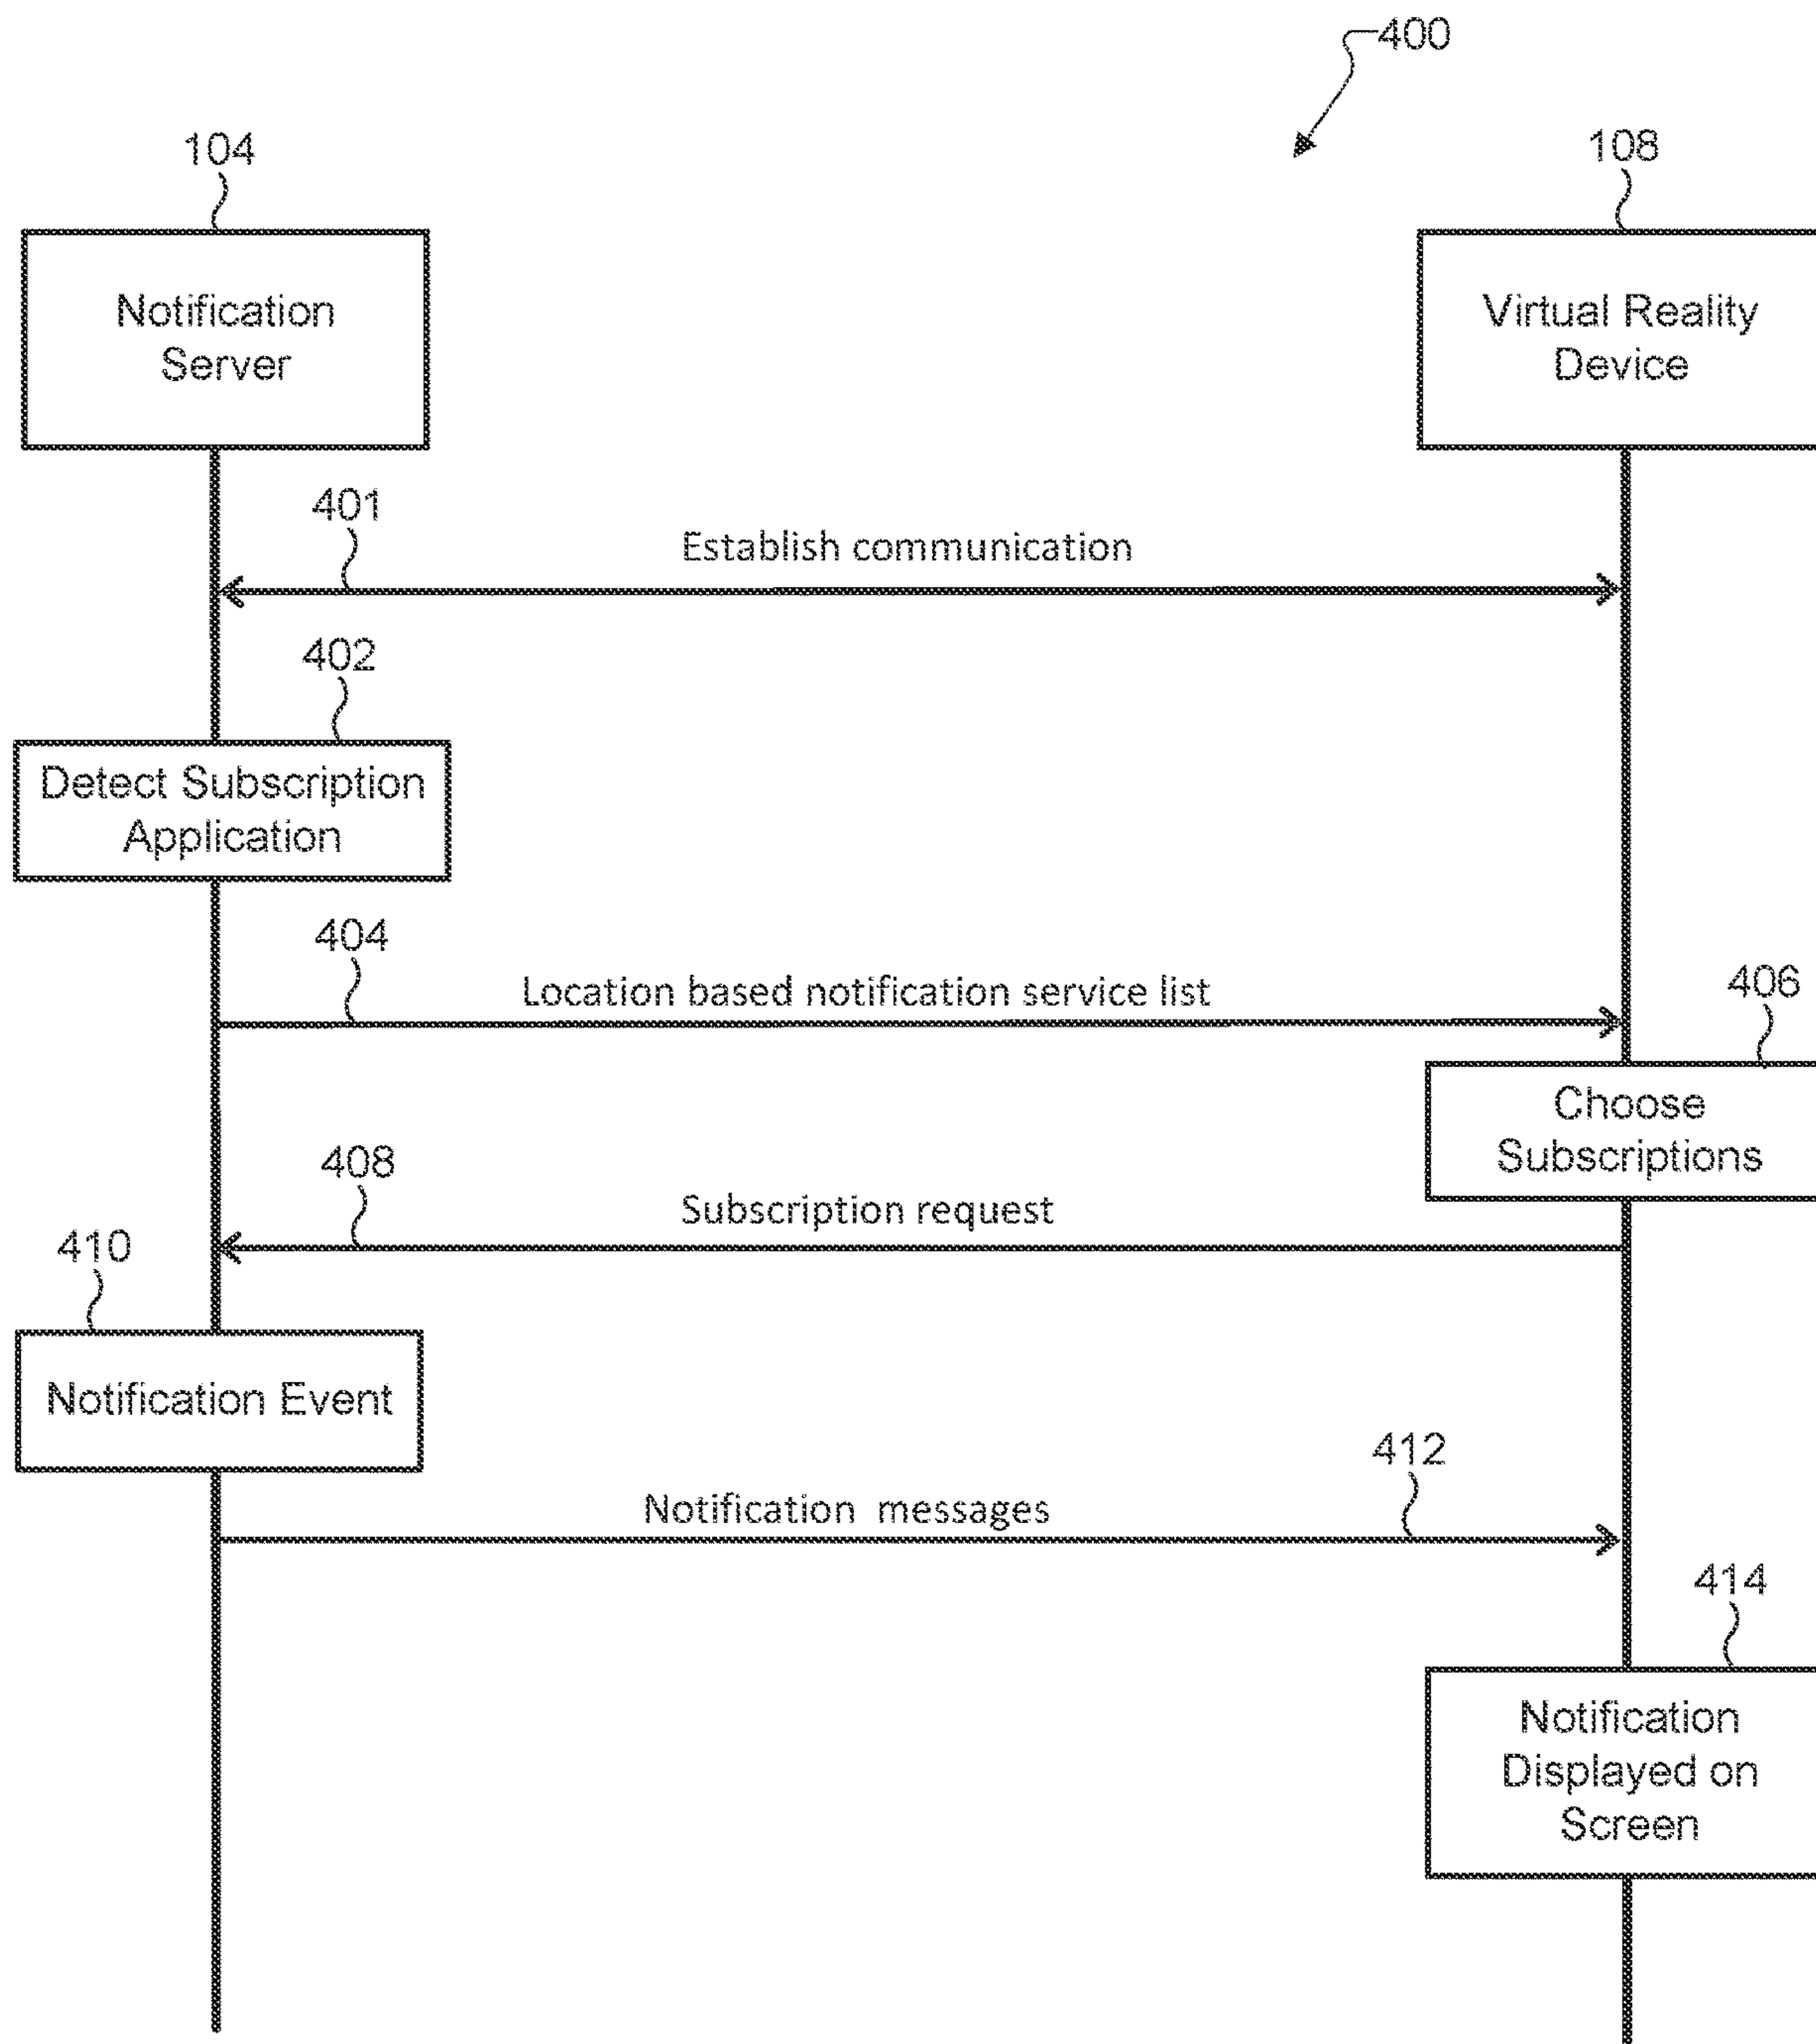 400
104
108
Notification
Server
Virtual Reality
Device
401
Establish communication
402
Detect Subscription
Application
404
Location based notification service list
406
Choose
Subscriptions
408
Subscription request
410
Notification Event
412
Notification messages
414
Notification
Displayed on
Screen